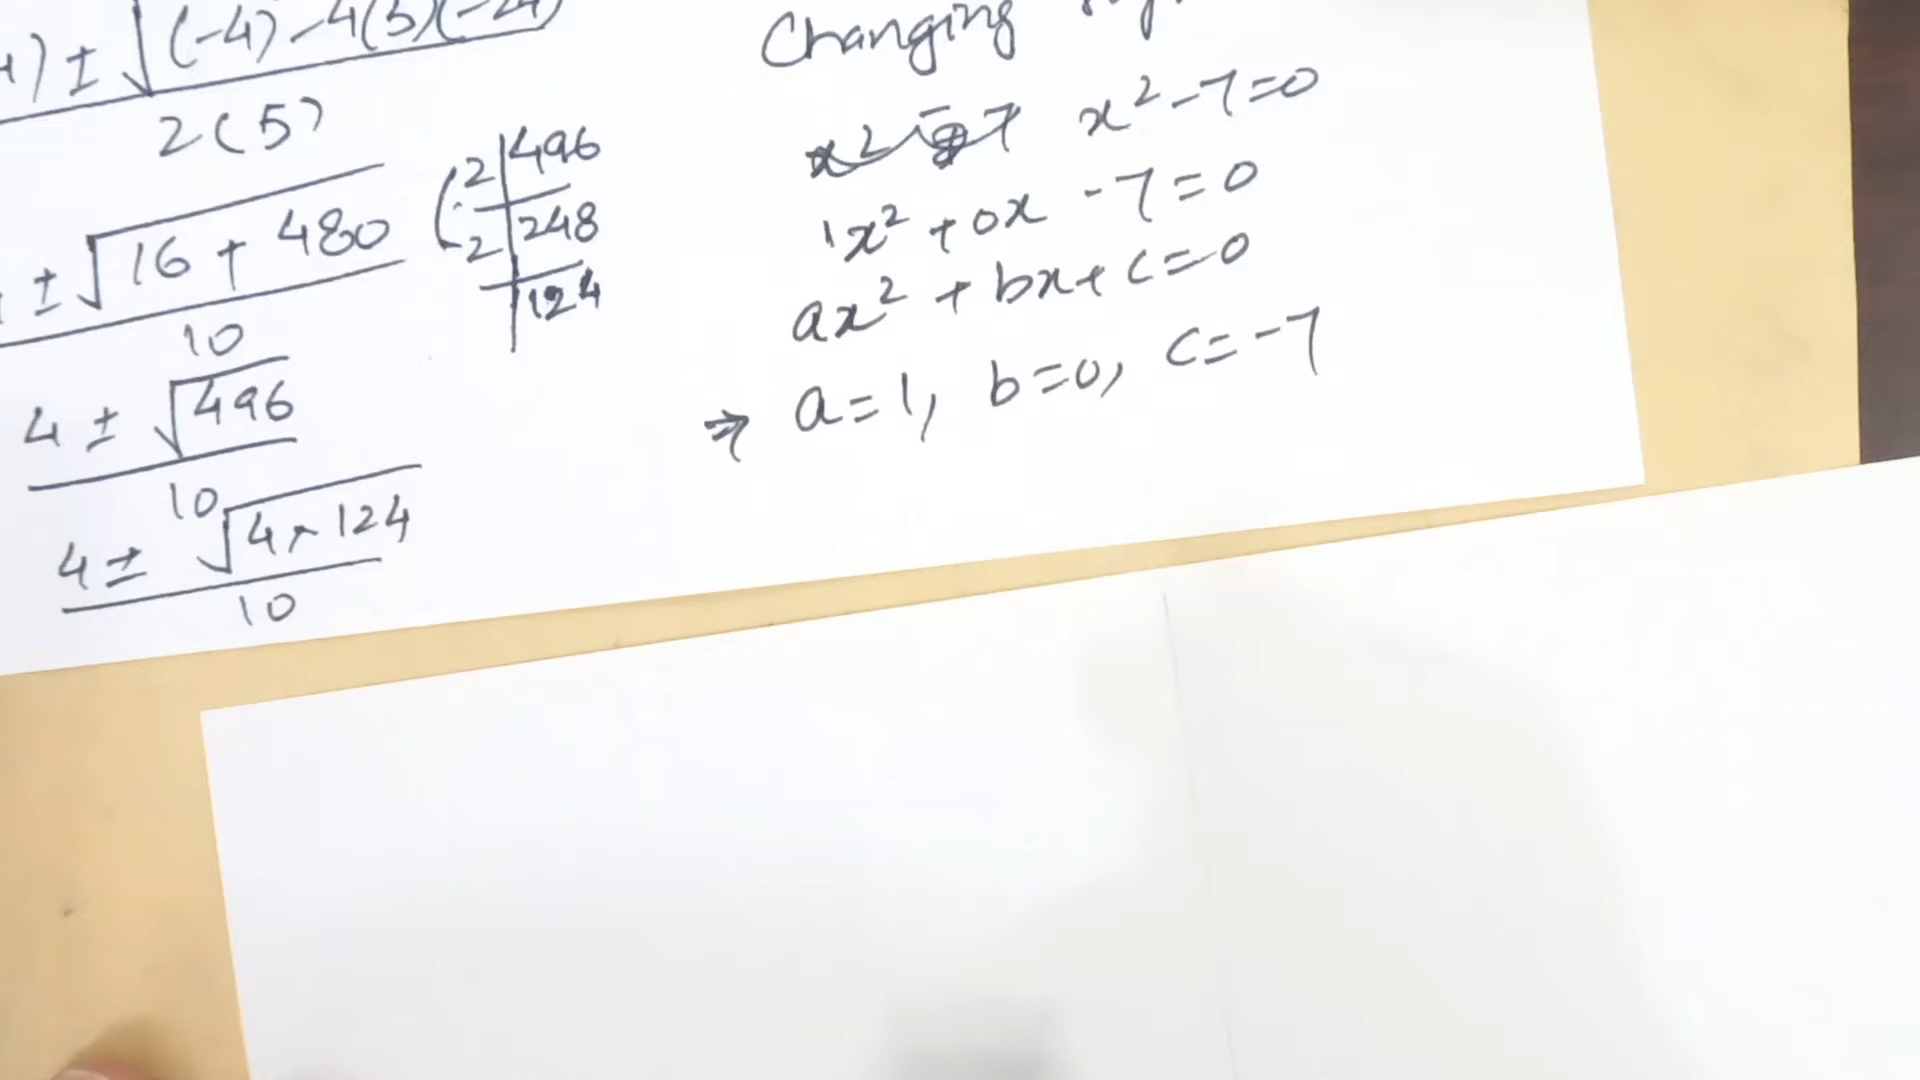 ) ± √(-4) - 4(5)(-24)
2(5)
± √16 + 480
10
2 | 496
2 | 248
124
4 ± √496
10
4 ± √4 × 124
10
Changing
x² - 7 = 0
1x² + 0x - 7 = 0
ax² + bx + c = 0
⇒ a = 1, b = 0, c = -7